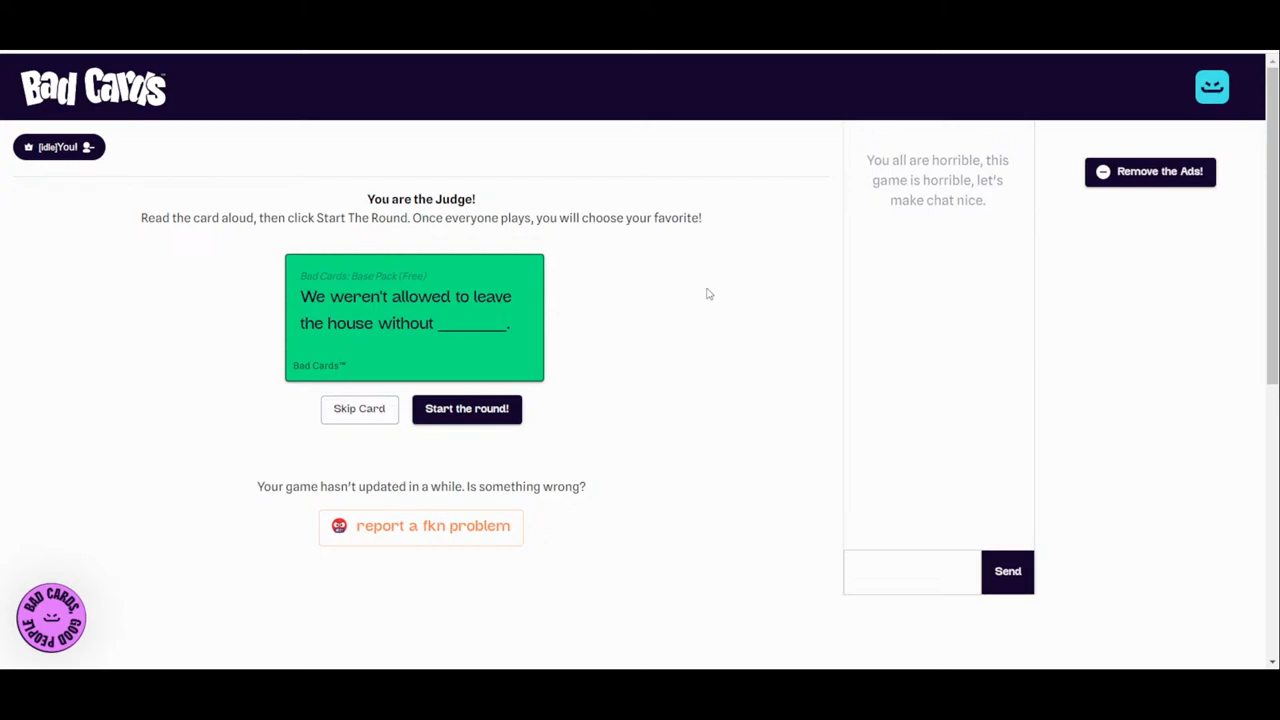 Bad Cards™
[idle]You!
You are the Judge!
Read the card aloud, then click Start The Round. Once everyone plays, you will choose your favorite!
Bad Cards: Base Pack (Free)
We weren't allowed to leave
the house without ________.
Bad Cards™
Skip Card
Start the round!
Your game hasn't updated in a while. Is something wrong?
report a fkn problem
BAD CARDS,
GOOD PEOPLE
You all are horrible, this
game is horrible, let's
make chat nice.
Send
Remove the Ads!